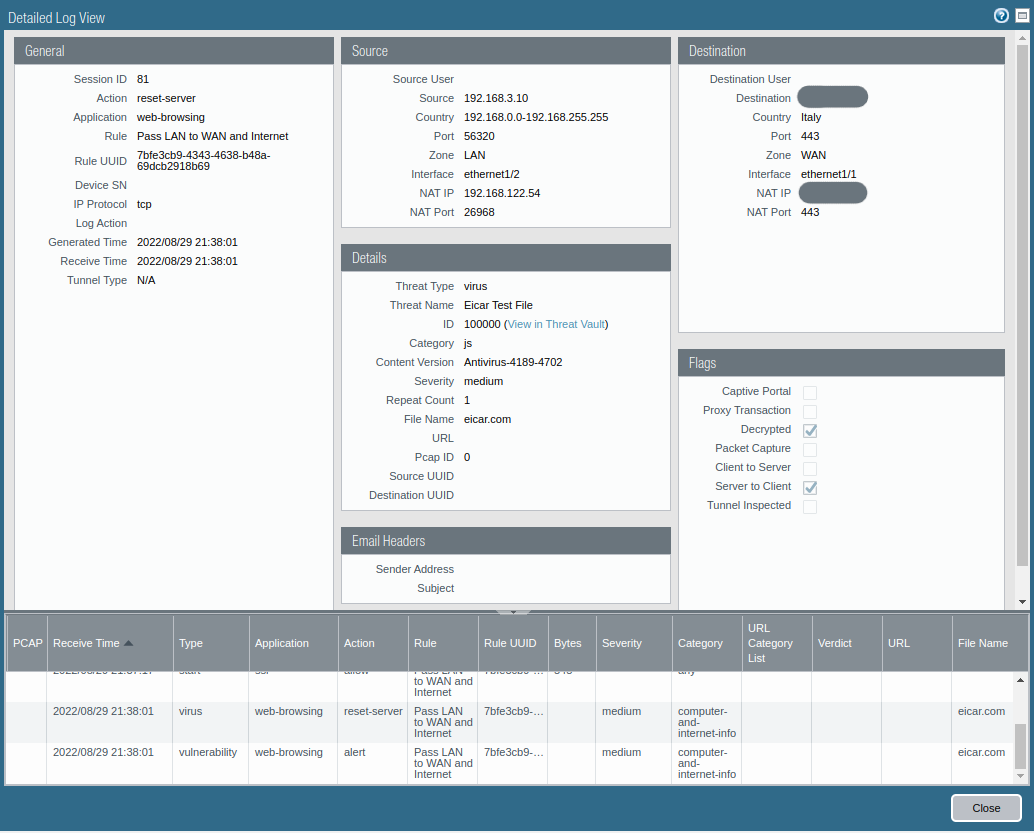 Detailed Log View
General
Session ID 81
Action reset-server
Application web-browsing
Rule Pass LAN to WAN and Internet
Rule UUID 7bfe3cb9-4343-4638-b48a-
69dcb2918b69
Device SN
IP Protocol tcp
Log Action
Generated Time 2022/08/29 21:38:01
Receive Time 2022/08/29 21:38:01
Tunnel Type N/A
Source
Source User
Source 192.168.3.10
Country 192.168.0.0-192.168.255.255
Port 56320
Zone LAN
Interface ethernet1/2
NAT IP 192.168.122.54
NAT Port 26968
Details
Threat Type virus
Threat Name Eicar Test File
ID 100000 (View in Threat Vault)
Category js
Content Version Antivirus-4189-4702
Severity medium
Repeat Count 1
File Name eicar.com
URL
Pcap ID 0
Source UUID
Destination UUID
Email Headers
Sender Address
Subject
Destination
Destination User
Destination
Country Italy
Port 443
Zone WAN
Interface ethernet1/1
NAT IP
NAT Port 443
Flags
Captive Portal
Proxy Transaction
Decrypted
Packet Capture
Client to Server
Server to Client
Tunnel Inspected
PCAP Receive Time Type Application Action Rule Rule UUID Bytes Severity Category URL Category List Verdict URL File Name
to WAN and
Internet
2022/08/29 21:38:01 virus web-browsing reset-server Pass LAN 7bfe3cb9-... medium computer- eicar.com
to WAN and and-
Internet internet-info
2022/08/29 21:38:01 vulnerability web-browsing alert Pass LAN 7bfe3cb9-... medium computer- eicar.com
to WAN and and-
Internet internet-info
Close